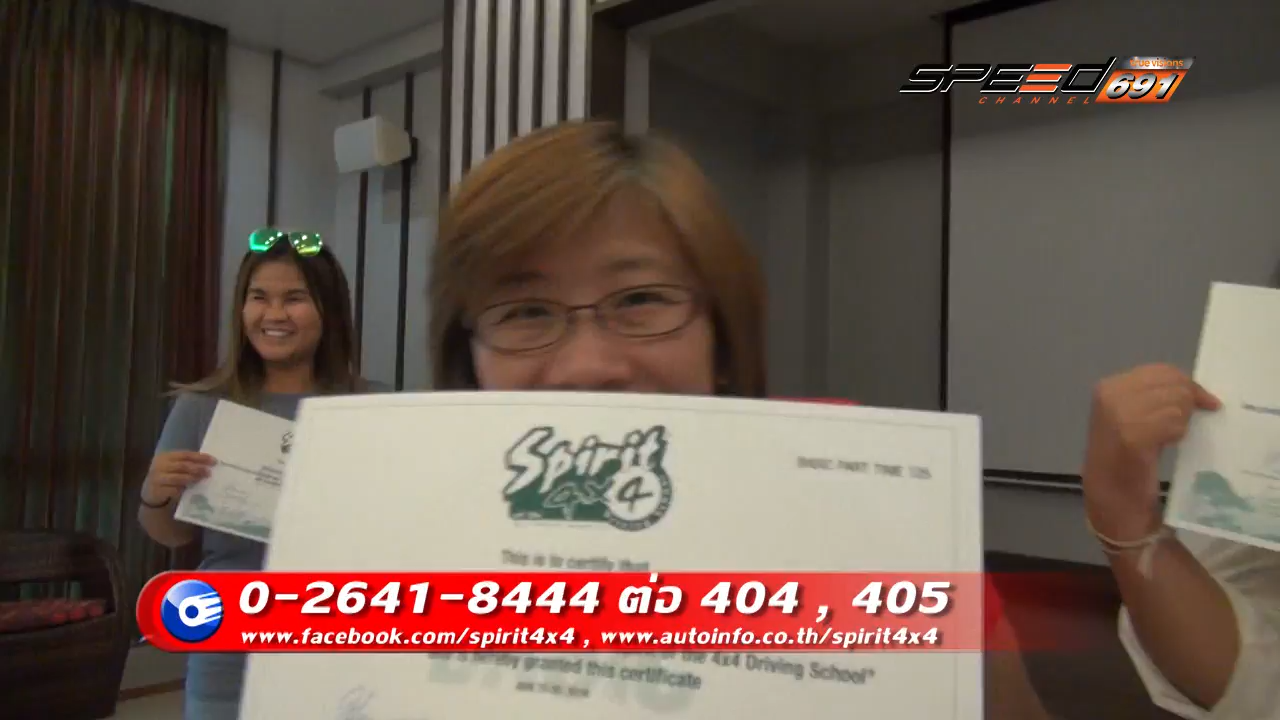 SPEED
CHANNEL
true visions
691
Spirit
4x4
BASIC PART TIME 125
This is to certify that
0-2641-8444 ต่อ 404 , 405
www.facebook.com/spirit4x4 , www.autoinfo.co.th/spirit4x4
the 4x4 Driving School"
is hereby granted this certificate